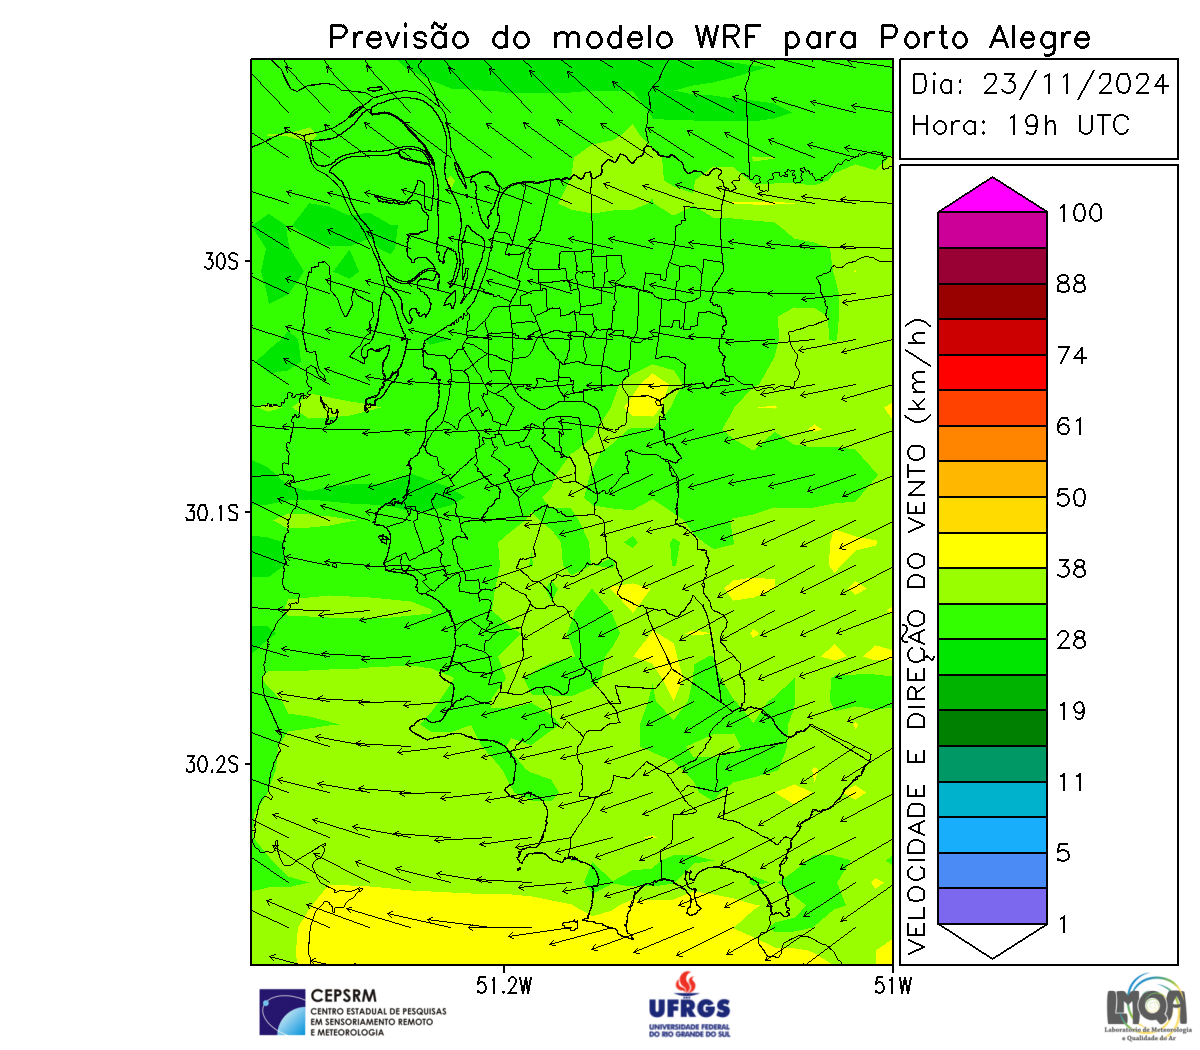 Previsão do modelo WRF para Porto Alegre
Dia: 23/11/2024
Hora: 19h UTC
VELOCIDADE E DIREÇÃO DO VENTO (km/h)
100
88
74
61
50
38
28
19
11
5
1
30S
30.1S
30.2S
51.2W
51W
CEPSRM
CENTRO ESTADUAL DE PESQUISAS
EM SENSORIAMENTO REMOTO
E METEOROLOGIA
UFRGS
UNIVERSIDADE FEDERAL
DO RIO GRANDE DO SUL
LMQA
Laboratório de Meteorologia
e Qualidade do Ar